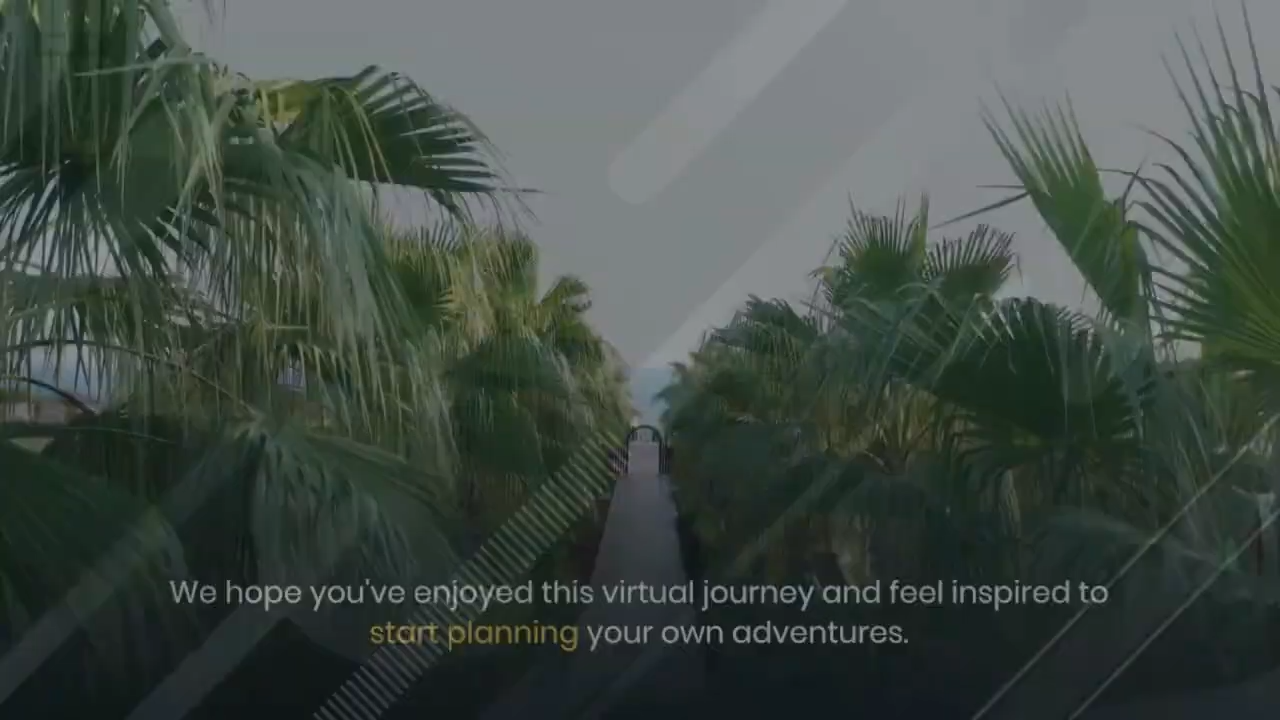 We hope you've enjoyed this virtual journey and feel inspired to
start planning your own adventures.